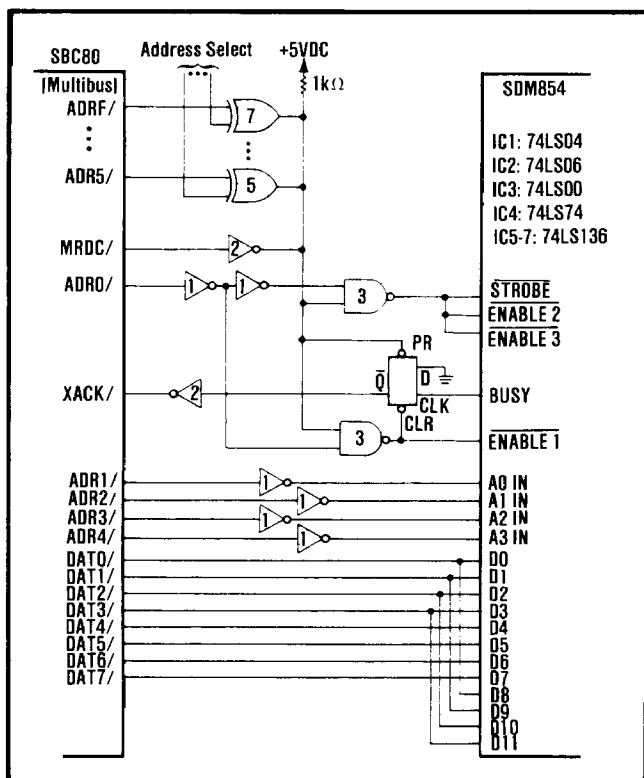 SBC80
Address Select
+5VDC
SDM854
[Multibus]
1kΩ
ADRF/
7
IC1: 74LS04
IC2: 74LS06
IC3: 74LS00
IC4: 74LS74
IC5-7: 74LS136
ADR5/
5
MRDC/
2
ADR0/
1
1
3
STROBE
ENABLE 2
ENABLE 3
PR
Q
D
XACK/
2
BUSY
CLK
CLR
3
ENABLE 1
ADR1/
1
A0 IN
ADR2/
1
A1 IN
ADR3/
1
A2 IN
ADR4/
1
A3 IN
DAT0/
D0
DAT1/
D1
DAT2/
D2
DAT3/
D3
DAT4/
D4
DAT5/
D5
DAT6/
D6
DAT7/
D7
D8
D9
D10
D11